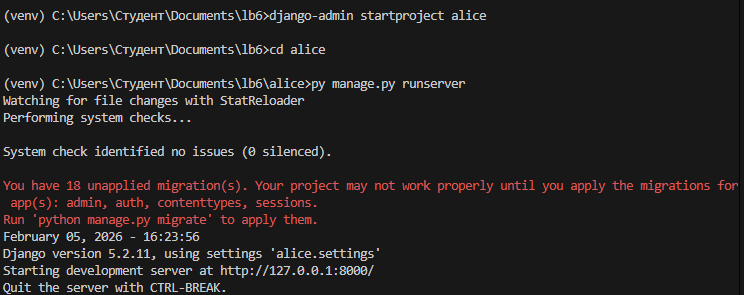 (venv) C:\Users\Студент\Documents\lb6>django-admin startproject alice
(venv) C:\Users\Студент\Documents\lb6>cd alice
(venv) C:\Users\Студент\Documents\lb6\alice>py manage.py runserver
Watching for file changes with StatReloader
Performing system checks...
System check identified no issues (0 silenced).
You have 18 unapplied migration(s). Your project may not work properly until you apply the migrations for
app(s): admin, auth, contenttypes, sessions.
Run 'python manage.py migrate' to apply them.
February 05, 2026 - 16:23:56
Django version 5.2.11, using settings 'alice.settings'
Starting development server at http://127.0.0.1:8000/
Quit the server with CTRL-BREAK.